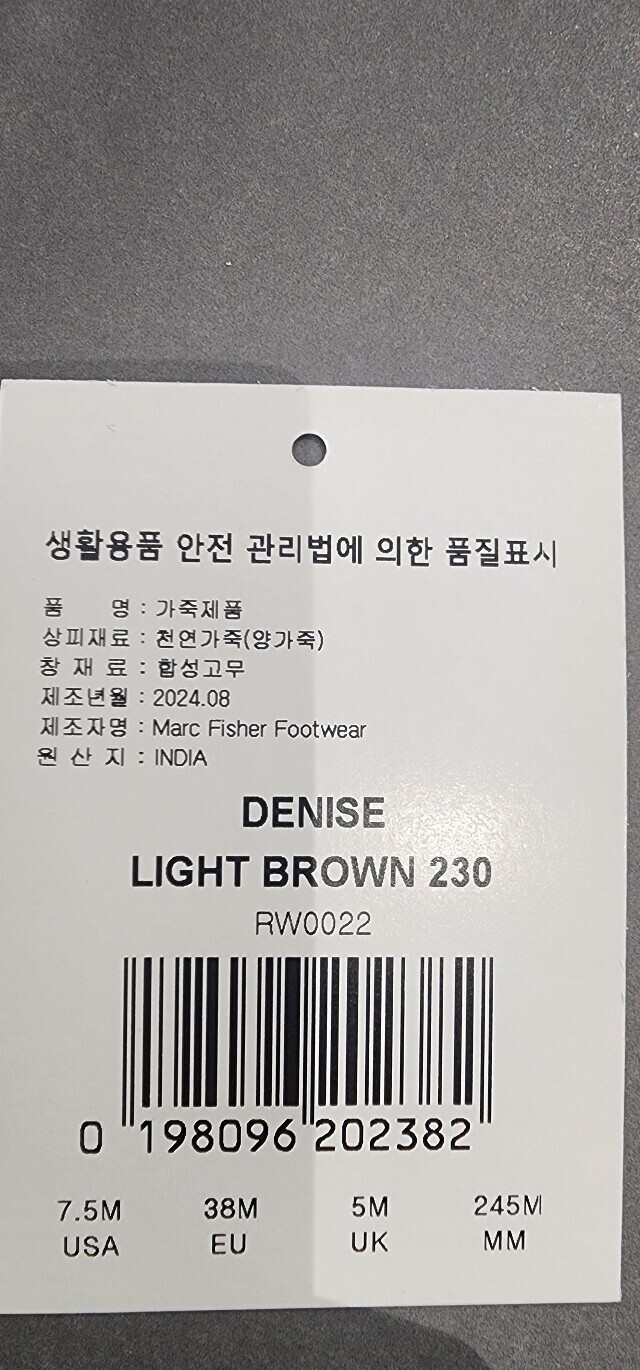 생활용품 안전 관리법에 의한 품질표시
품 명 : 가죽제품
상피재료 : 천연가죽(양가죽)
창 재 료 : 합성고무
제조년월 : 2024.08
제조자명 : Marc Fisher Footwear
원 산 지 : INDIA
DENISE
LIGHT BROWN 230
RW0022
0 198096 202382
7.5M 38M 5M 245M
USA EU UK MM